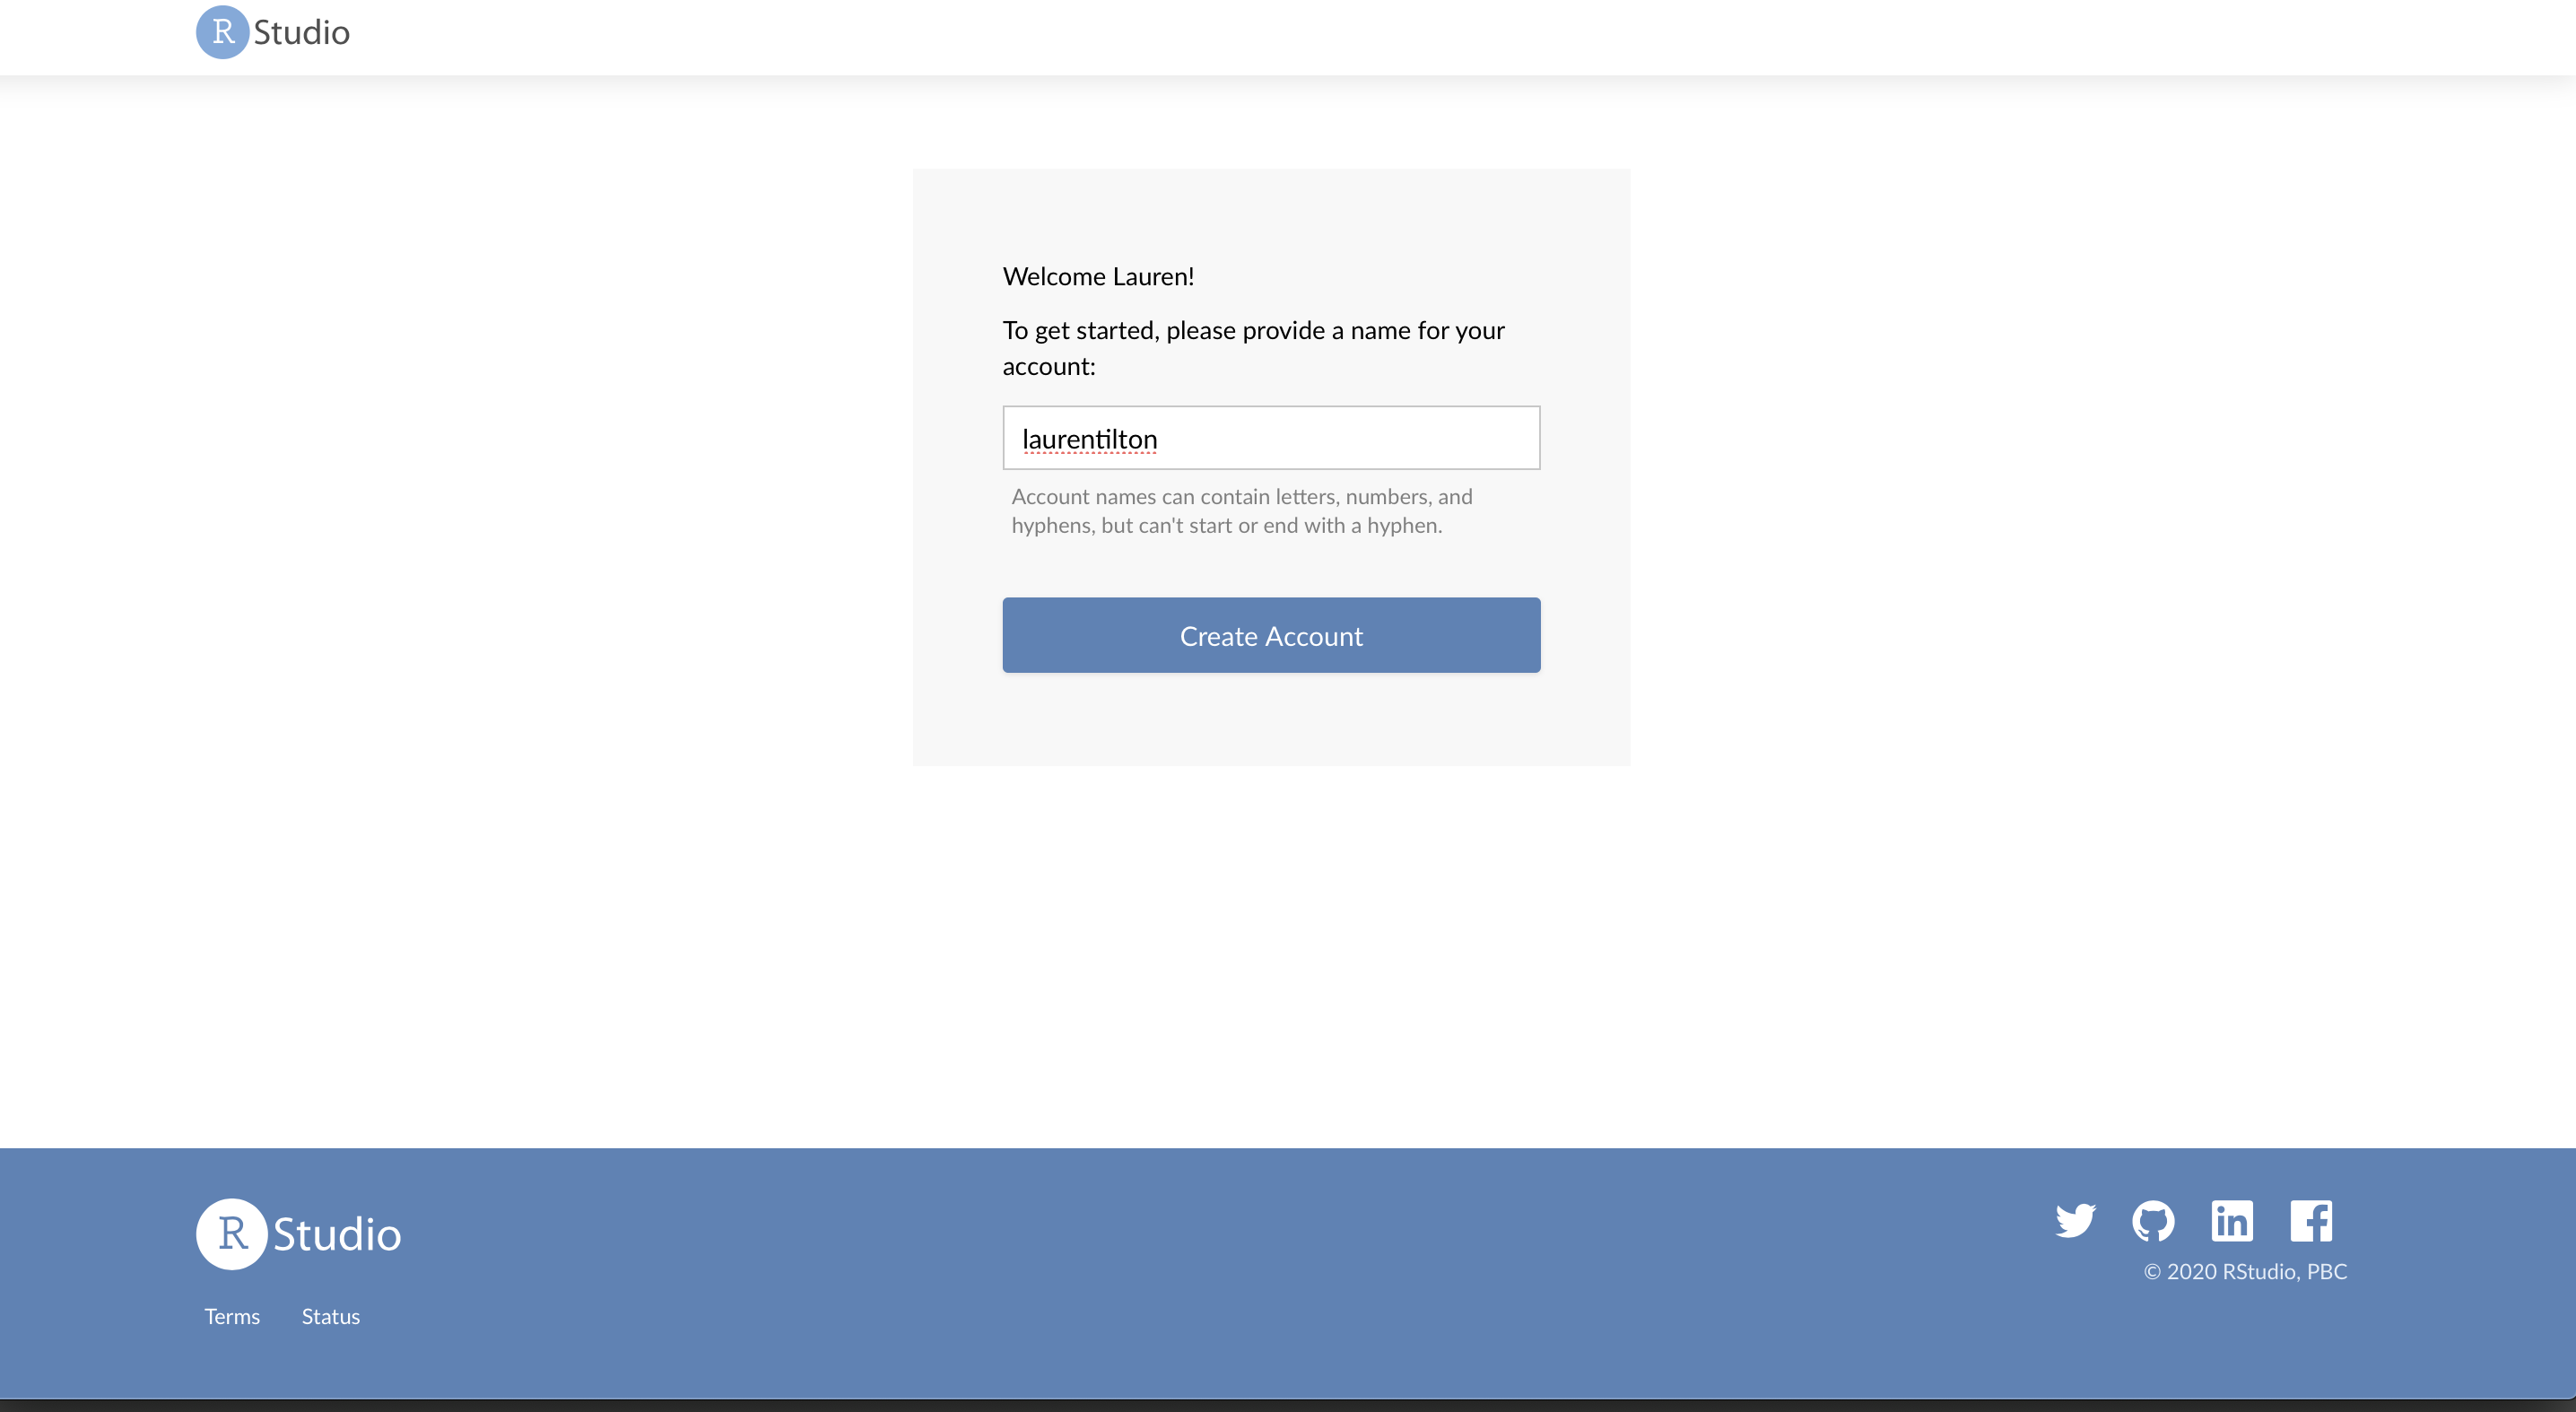 R Studio
Welcome Lauren!
To get started, please provide a name for your
account:
laurentilton
Account names can contain letters, numbers, and
hyphens, but can't start or end with a hyphen.
Create Account
R Studio
© 2020 RStudio, PBC
Terms Status